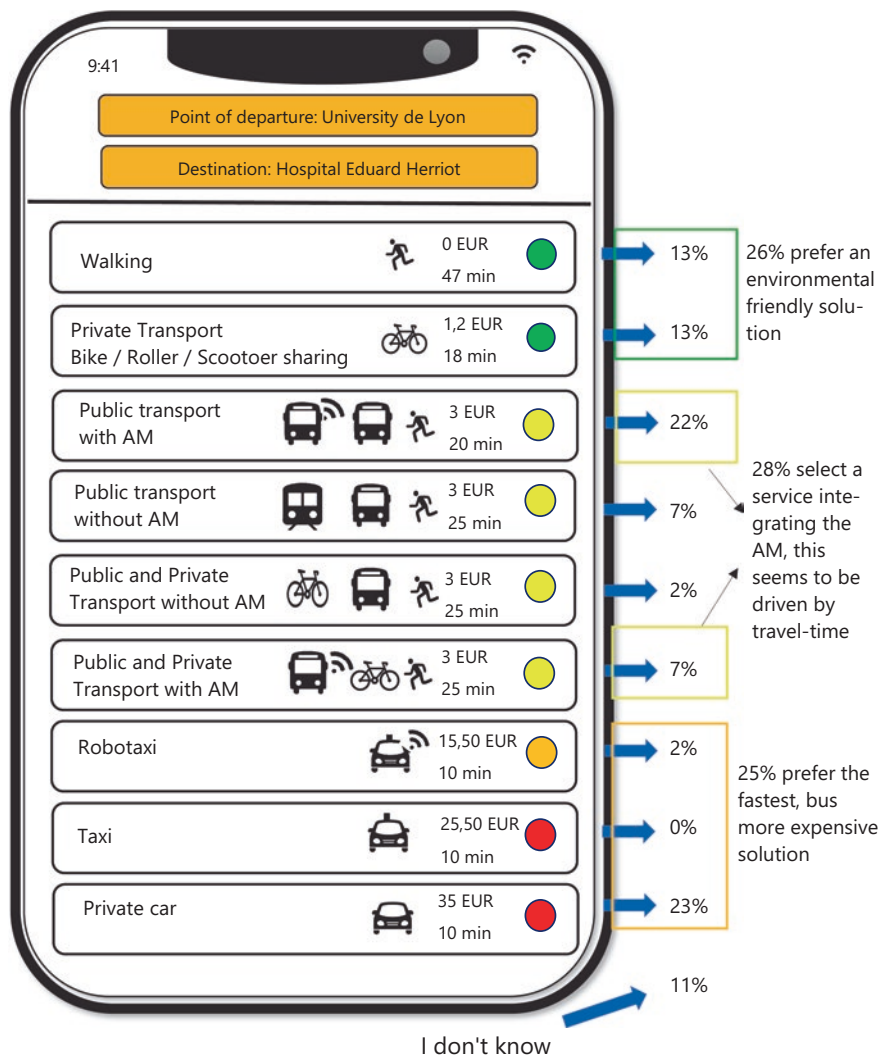 9:41
Point of departure: University de Lyon
Destination: Hospital Eduard Herriot
Walking
0 EUR
47 min
13%
26% prefer an
environmental
friendly solu-
tion
Private Transport
Bike / Roller / Scootoer sharing
1,2 EUR
18 min
13%
Public transport
with AM
3 EUR
20 min
22%
28% select a
service inte-
grating the
AM, this
seems to be
driven by
travel-time
Public transport
without AM
3 EUR
25 min
7%
Public and Private
Transport without AM
3 EUR
25 min
2%
Public and Private
Transport with AM
3 EUR
25 min
7%
Robotaxi
15,50 EUR
10 min
2%
25% prefer the
fastest, bus
more expensive
solution
Taxi
25,50 EUR
10 min
0%
Private car
35 EUR
10 min
23%
11%
I don't know